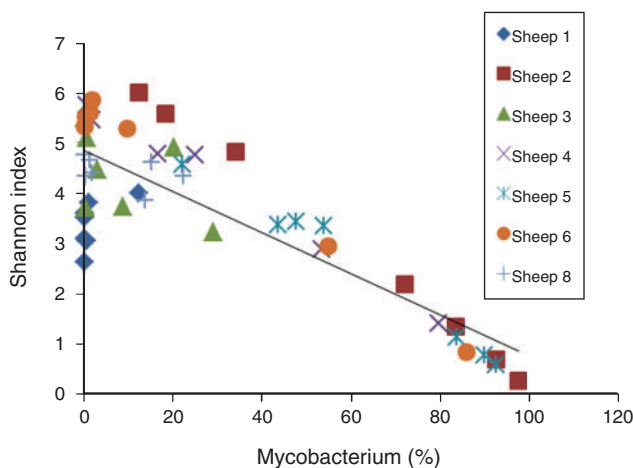 7
6
5
4
3
2
1
0
Shannon index
0 20 40 60 80 100 120
Mycobacterium (%)
Sheep 1
Sheep 2
Sheep 3
Sheep 4
Sheep 5
Sheep 6
Sheep 8